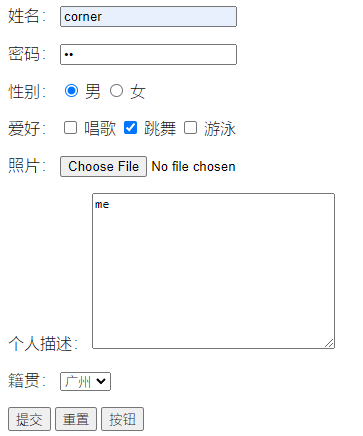 姓名： corner
密码： ••
性别： 男 女
爱好： 唱歌 跳舞 游泳
照片： Choose File No file chosen
me
个人描述：
籍贯： 广州
提交 重置 按钮